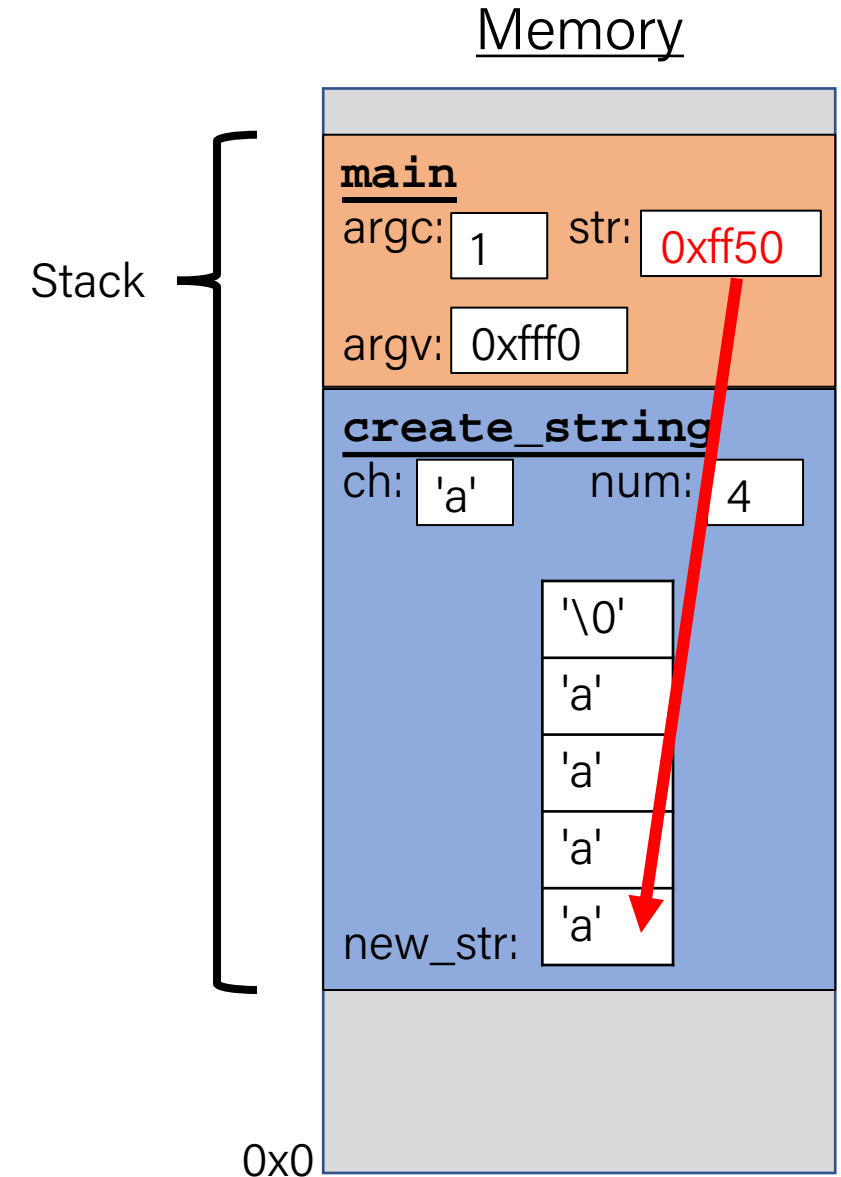 Memory
main
argc: 1 str: 0xff50
Stack
argv: 0xfff0
create_string
ch: 'a' num: 4
'\0'
'a'
'a'
'a'
new_str: 'a'
0x0